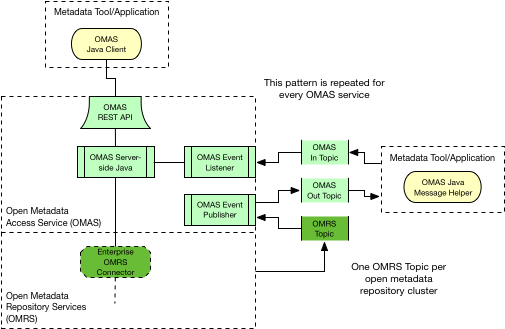 Metadata Tool/Application
OMAS
Java Client
This pattern is repeated for
every OMAS service
OMAS
REST API
OMAS Server-
side Java
OMAS Event
Listener
OMAS
In Topic
Metadata Tool/Application
OMAS Java
Message Helper
OMAS Event
Publisher
OMAS
Out Topic
Open Metadata
Access Service (OMAS)
OMRS
Topic
Enterprise
OMRS
Connector
One OMRS Topic per
open metadata
repository cluster
Open Metadata
Repository Services
(OMRS)